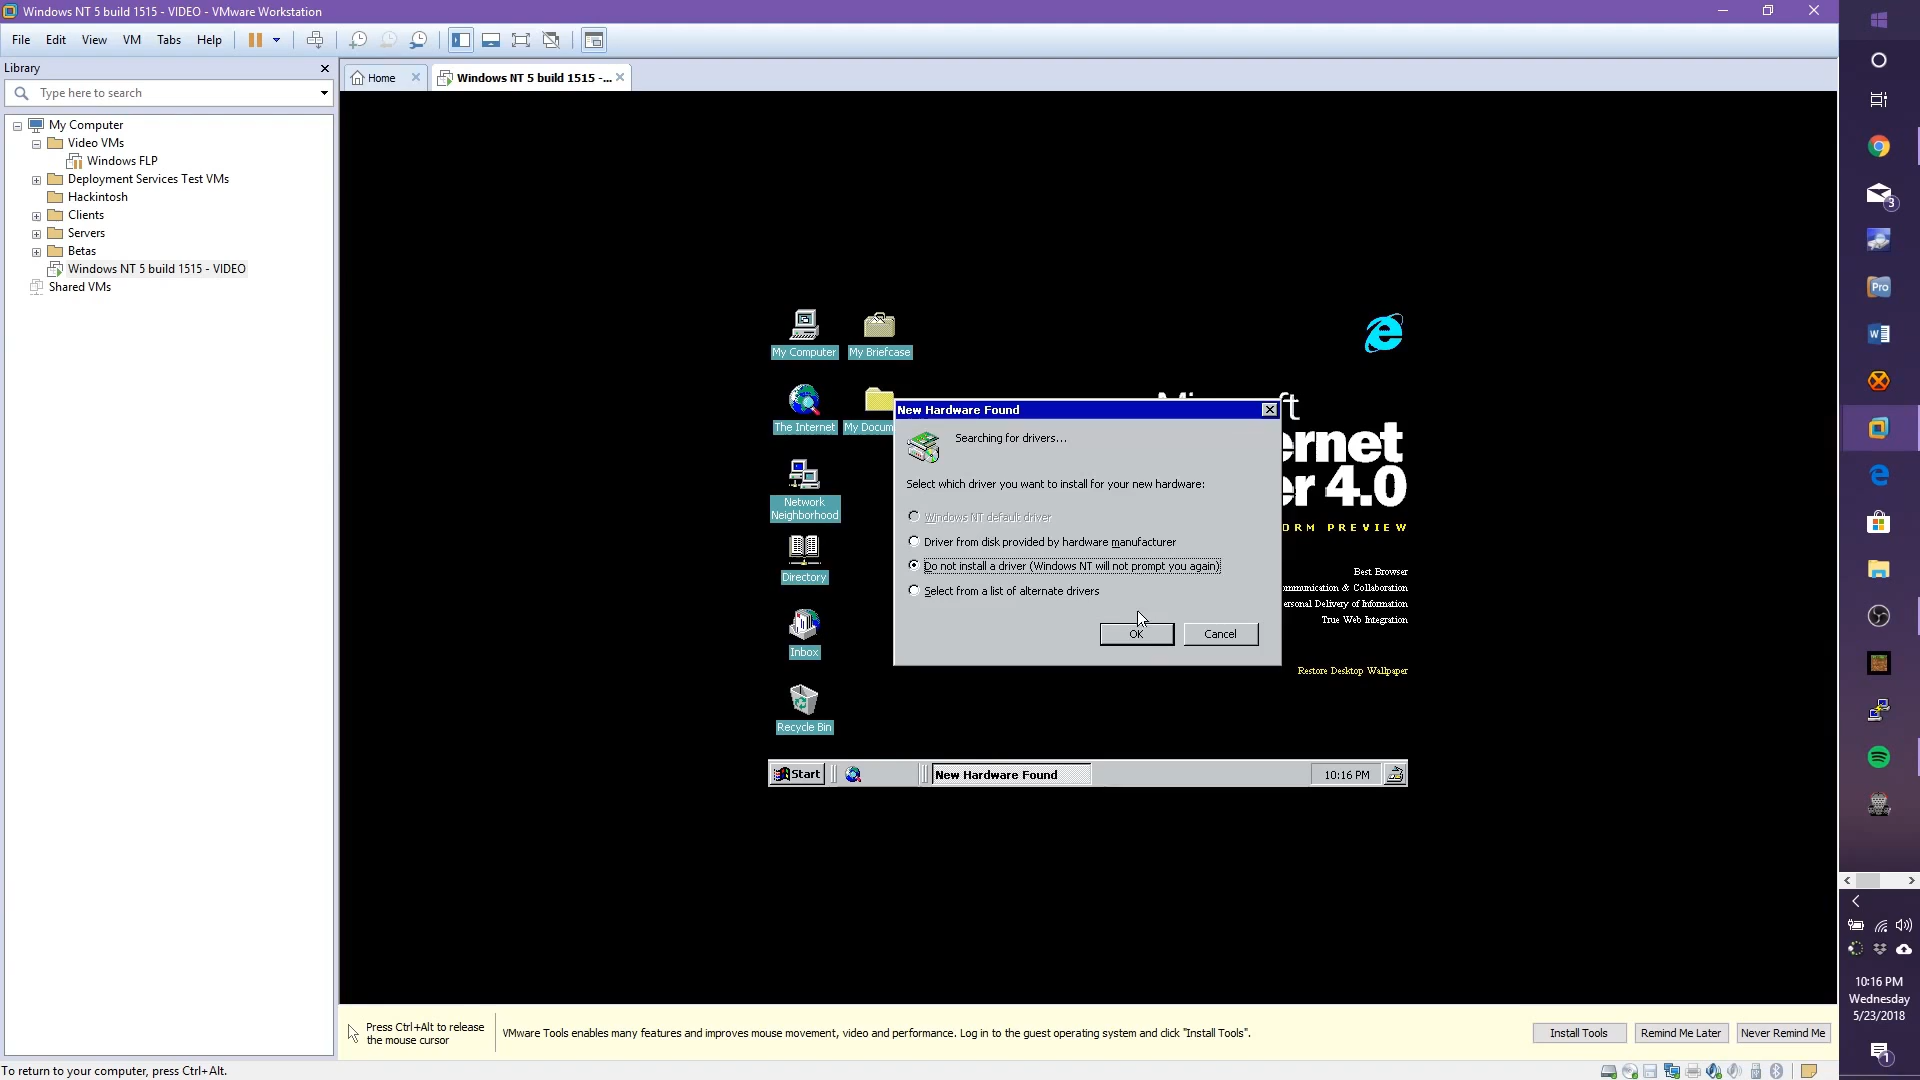 Windows NT 5 build 1515 - VIDEO - VMware Workstation
File Edit View VM Tabs Help
Library
Type here to search
Home
Windows NT 5 build 1515 -...
My Computer
Video VMs
Windows FLP
Deployment Services Test VMs
Hackintosh
Clients
Servers
Betas
Windows NT 5 build 1515 - VIDEO
Shared VMs
My Computer
My Briefcase
The Internet
My Docum
Network
Neighborhood
Directory
Inbox
Recycle Bin
ernet
er 4.0
ORM PREVIEW
Best Browser
mmunication & Collaboration
ersonal Delivery of Information
True Web Integration
Restore Desktop Wallpaper
New Hardware Found
Searching for drivers...
Select which driver you want to install for your new hardware:
Windows NT default driver
Driver from disk provided by hardware manufacturer
Do not install a driver (Windows NT will not prompt you again)
Select from a list of alternate drivers
OK
Cancel
Start
New Hardware Found
10:16 PM
Press Ctrl+Alt to release
the mouse cursor
VMware Tools enables many features and improves mouse movement, video and performance. Log in to the guest operating system and click "Install Tools".
Install Tools
Remind Me Later
Never Remind Me
To return to your computer, press Ctrl+Alt.
3
Pro
10:16 PM
Wednesday
5/23/2018
1